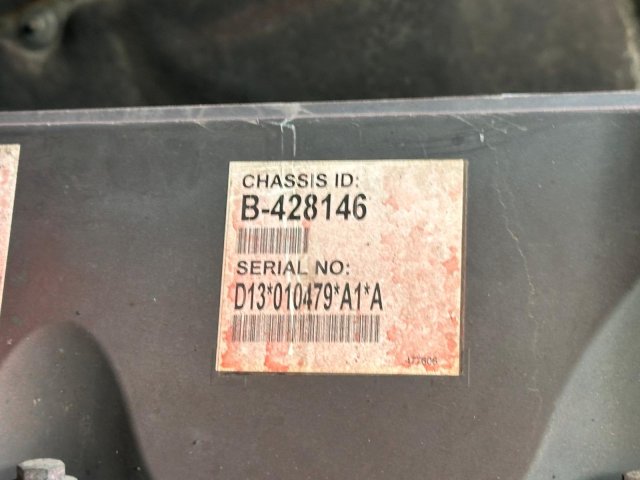 CHASSIS ID:
B-428146
SERIAL NO:
D13*010479*A1*A